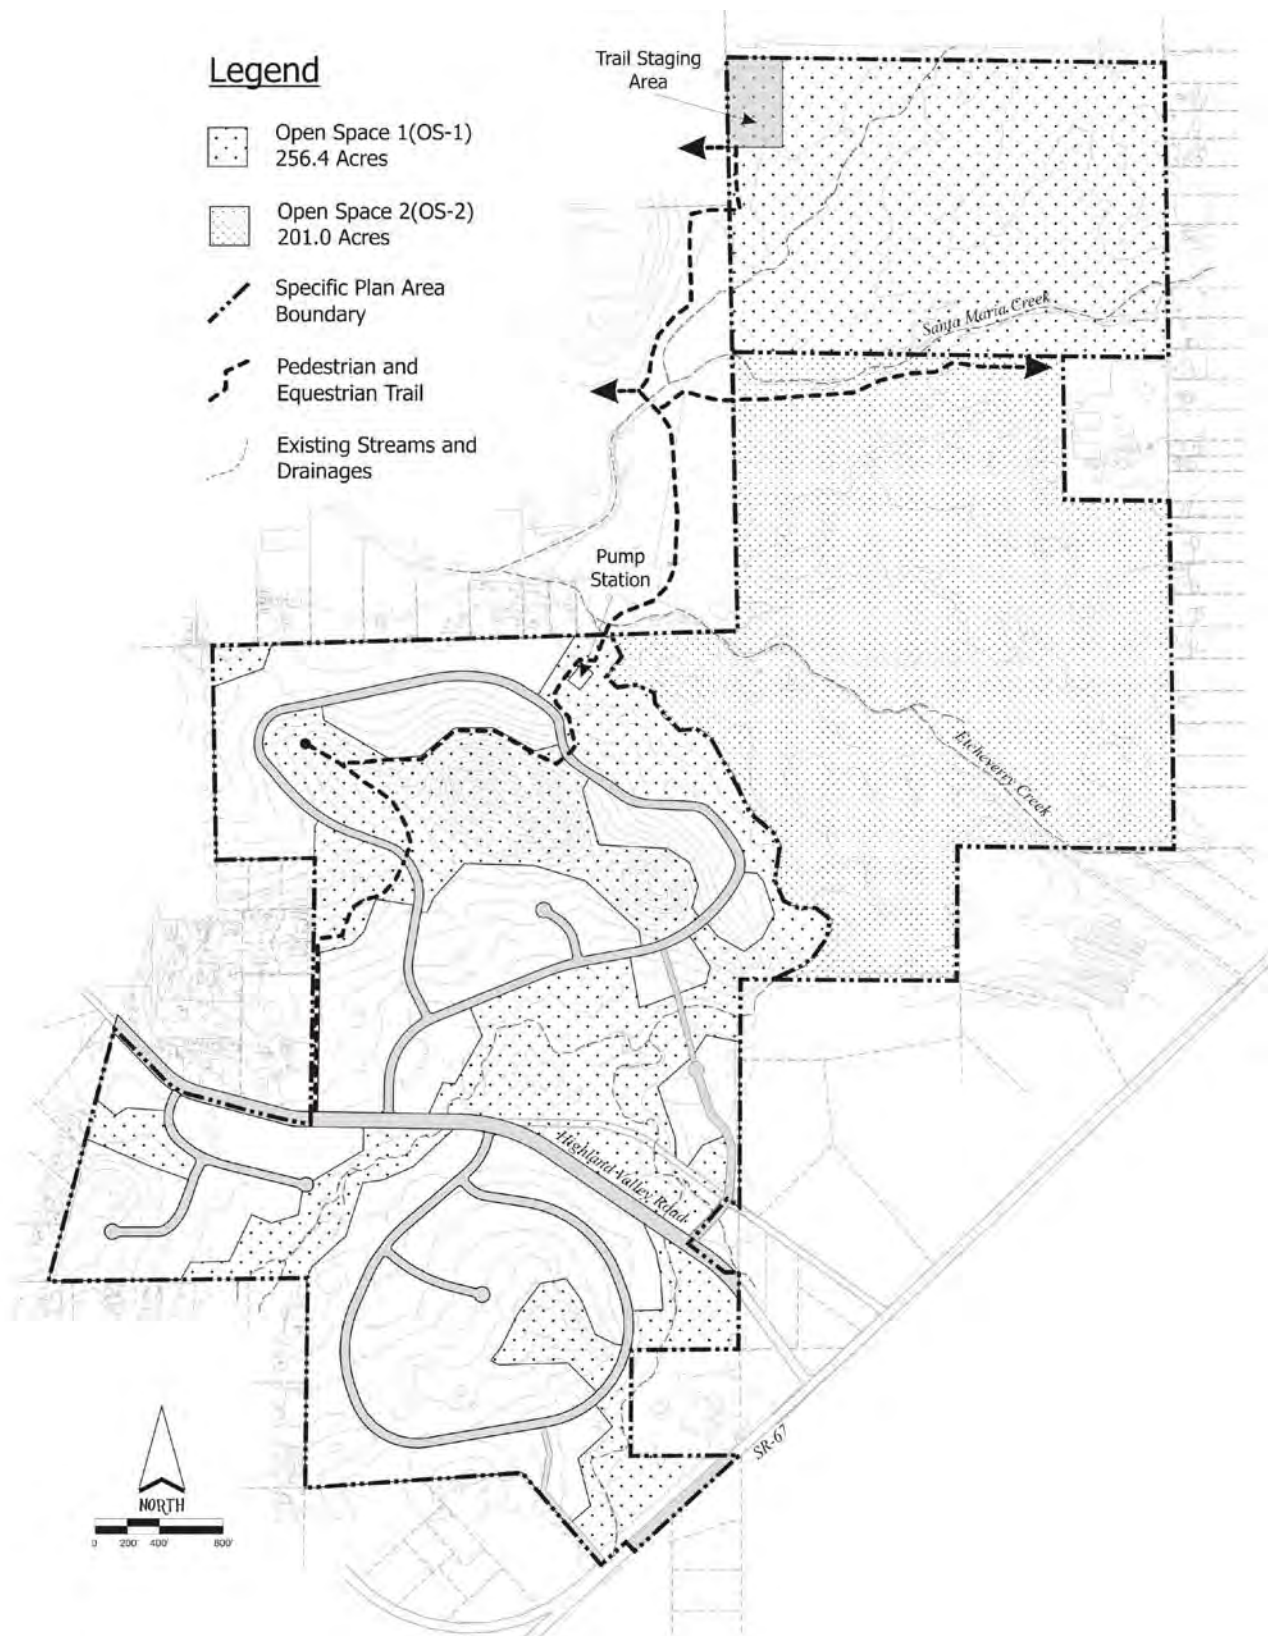 Legend
Open Space 1(OS-1)
256.4 Acres
Open Space 2(OS-2)
201.0 Acres
Specific Plan Area
Boundary
Pedestrian and
Equestrian Trail
Existing Streams and
Drainages
Trail Staging
Area
Santa Maria Creek
Pump
Station
Etcheverry Creek
Highland Valley Road
SR-67
NORTH
0 200' 400' 800'